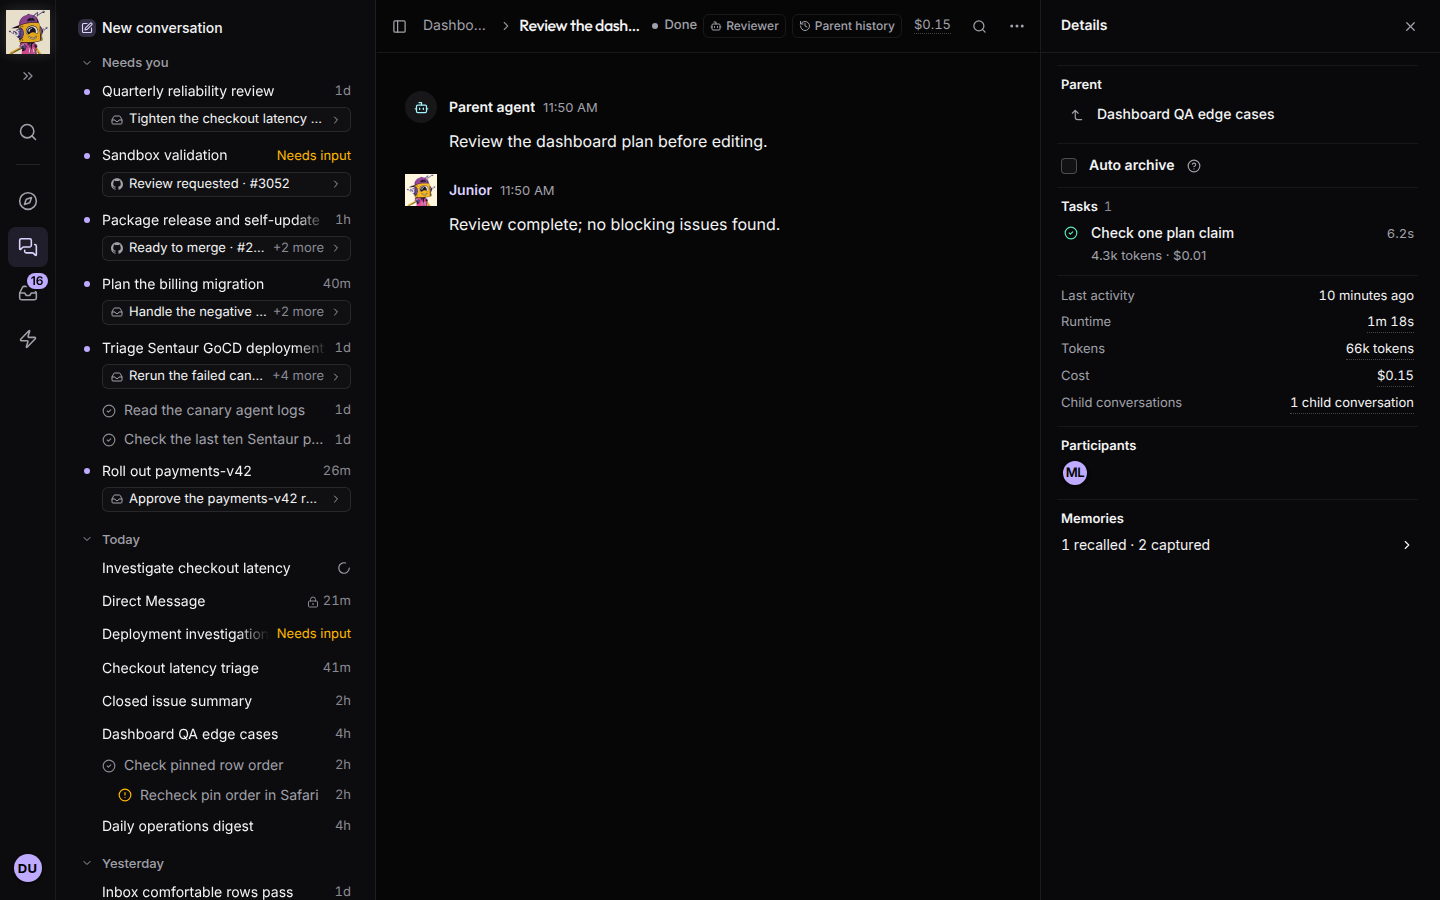 New conversation
Needs you
Quarterly reliability review 1d
Tighten the checkout latency ...
Sandbox validation Needs input
Review requested · #3052
Package release and self-update 1h
Ready to merge · #2... +2 more
Plan the billing migration 40m
Handle the negative ... +2 more
Triage Sentaur GoCD deployment 1d
Rerun the failed can... +4 more
Read the canary agent logs 1d
Check the last ten Sentaur p... 1d
Roll out payments-v42 26m
Approve the payments-v42 r...
Today
Investigate checkout latency
Direct Message 21m
Deployment investigation Needs input
Checkout latency triage 41m
Closed issue summary 2h
Dashboard QA edge cases 4h
Check pinned row order 2h
Recheck pin order in Safari 2h
Daily operations digest 4h
Yesterday
Inbox comfortable rows pass 1d
16
DU
Dashbo... Review the dash... Done Reviewer Parent history $0.15
Parent agent 11:50 AM
Review the dashboard plan before editing.
Junior 11:50 AM
Review complete; no blocking issues found.
Details
Parent
Dashboard QA edge cases
Auto archive
Tasks 1
Check one plan claim 6.2s
4.3k tokens · $0.01
Last activity 10 minutes ago
Runtime 1m 18s
Tokens 66k tokens
Cost $0.15
Child conversations 1 child conversation
Participants
ML
Memories
1 recalled · 2 captured